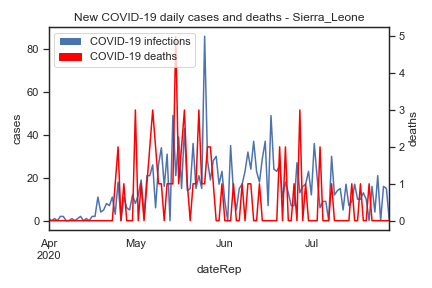 New COVID-19 daily cases and deaths - Sierra_Leone
COVID-19 infections
COVID-19 deaths
80
60
40
20
0
cases
5
4
3
2
1
0
deaths
Apr
2020
May
Jun
Jul
dateRep